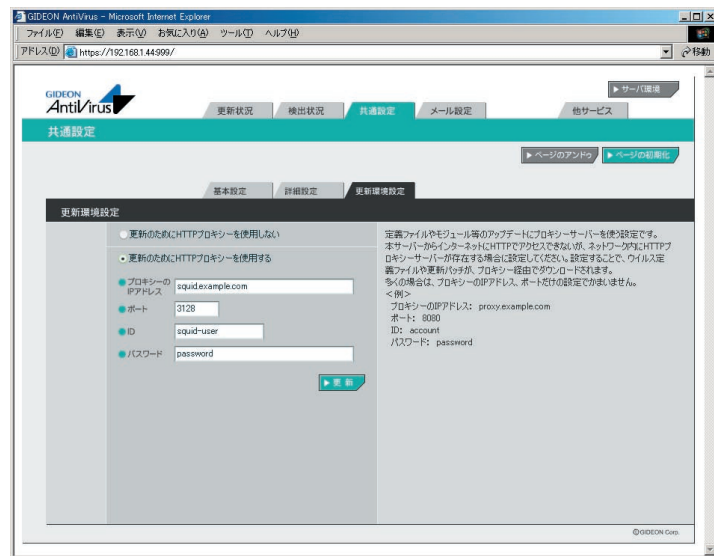 GIDEON AntiVirus - Microsoft Internet Explorer
ファイル(F) 編集(E) 表示(V) お気に入り(A) ツール(T) ヘルプ(H)
アドレス(D) https://192.168.1.44:999/ 移動
サーバ環境
GIDEON
AntiVirus
更新状況 検出状況 共通設定 メール設定 他サービス
共通設定
ページのアンドゥ ページの初期化
基本設定 詳細設定 更新環境設定
更新環境設定
更新のためにHTTPプロキシーを使用しない
更新のためにHTTPプロキシーを使用する
プロキシーの
IPアドレス squid.example.com
ポート 3128
ID squid-user
パスワード password
更 新
定義ファイルやモジュール等のアップデートにプロキシーサーバーを使う設定です。
本サーバーからインターネットにHTTPでアクセスできないが、ネットワーク内にHTTPプ
ロキシーサーバーが存在する場合に設定してください。設定することで、ウイルス定
義ファイルや更新パッチが、プロキシー経由でダウンロードされます。
多くの場合は、プロキシーのIPアドレス、ポートだけの設定でかまいません。
<例>
プロキシーのIPアドレス: proxy.example.com
ポート: 8080
ID: account
パスワード: password
©GIDEON Corp.